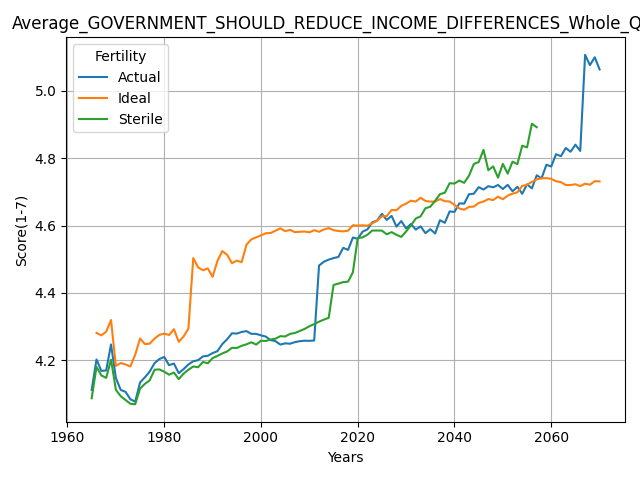 Average_GOVERNMENT_SHOULD_REDUCE_INCOME_DIFFERENCES_Whole_Q
Fertility
Actual
Ideal
Sterile
Score(1-7)
5.0
4.8
4.6
4.4
4.2
1960 1980 2000 2020 2040 2060
Years